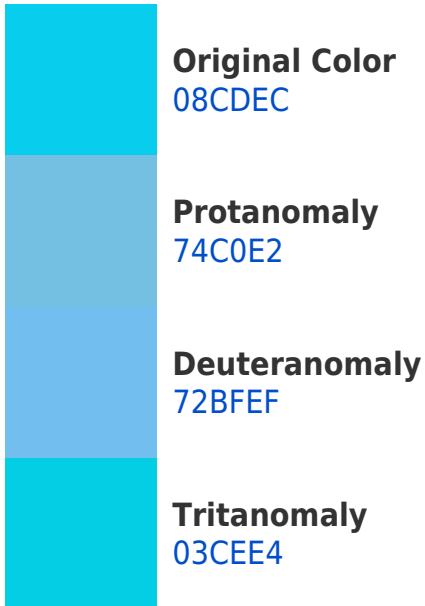 Original Color
08CDEC
Protanomaly
74C0E2
Deuteranomaly
72BFEF
Tritanomaly
03CEE4